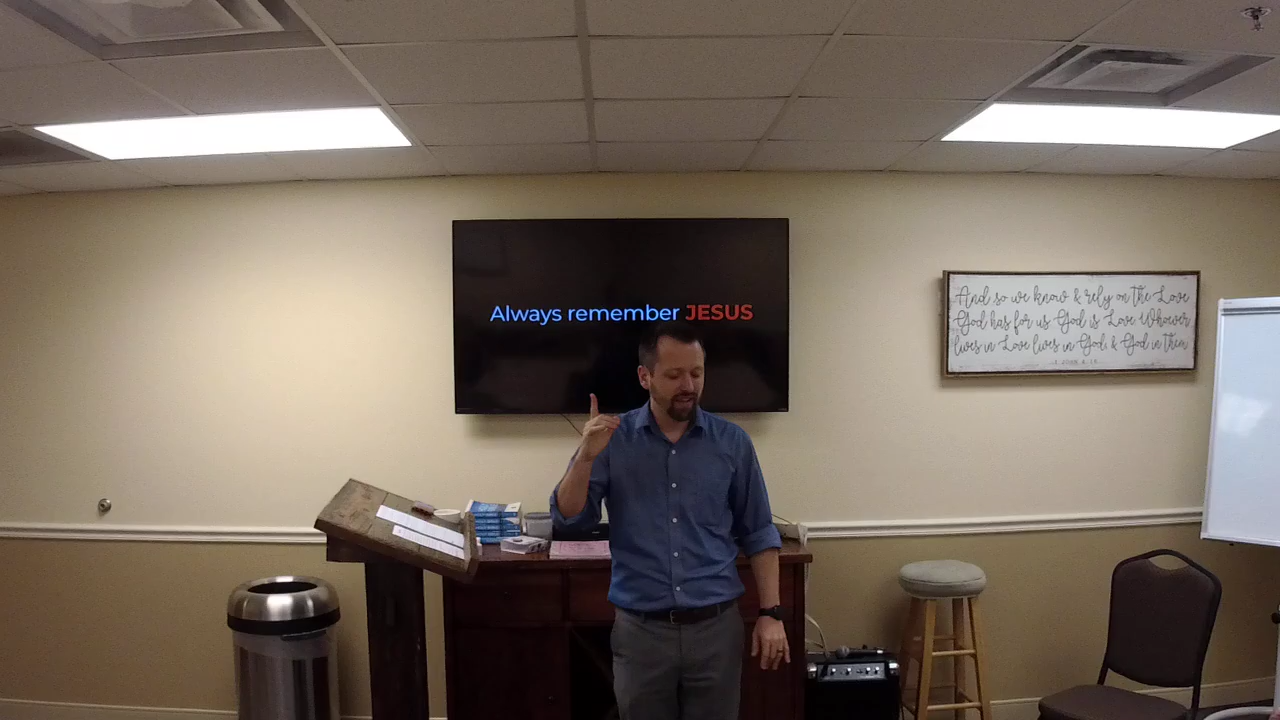 Always remember JESUS
And so we know & rely on the Love
God has for us. God is Love. Whoever
lives in Love lives in God, & God in them